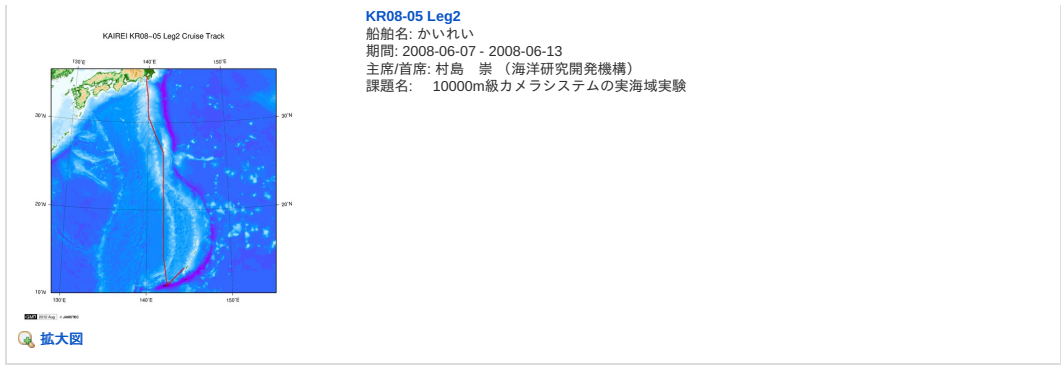 KR08-05 Leg2
船舶名: かいれい
期間: 2008-06-07 - 2008-06-13
主席/首席: 村島　崇 （海洋研究開発機構）
課題名:　 10000m級カメラシステムの実海域実験
KAIREI KR08-05 Leg2 Cruise Track
130°E 140°E 150°E
30°N 30°N
20°N 20°N
10°N
130°E 140°E 150°E
拡大図